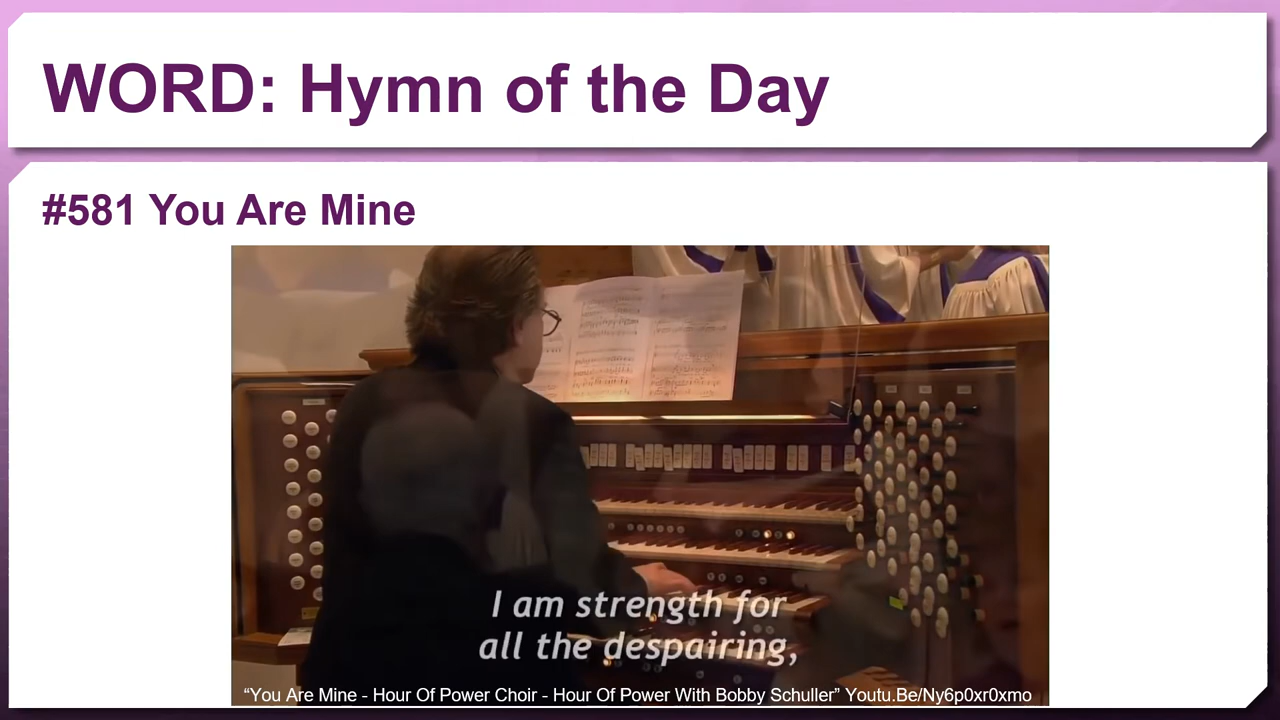 WORD: Hymn of the Day
#581 You Are Mine
I am strength for
all the despairing,
“You Are Mine - Hour Of Power Choir - Hour Of Power With Bobby Schuller” Youtu.Be/Ny6p0xr0xmo